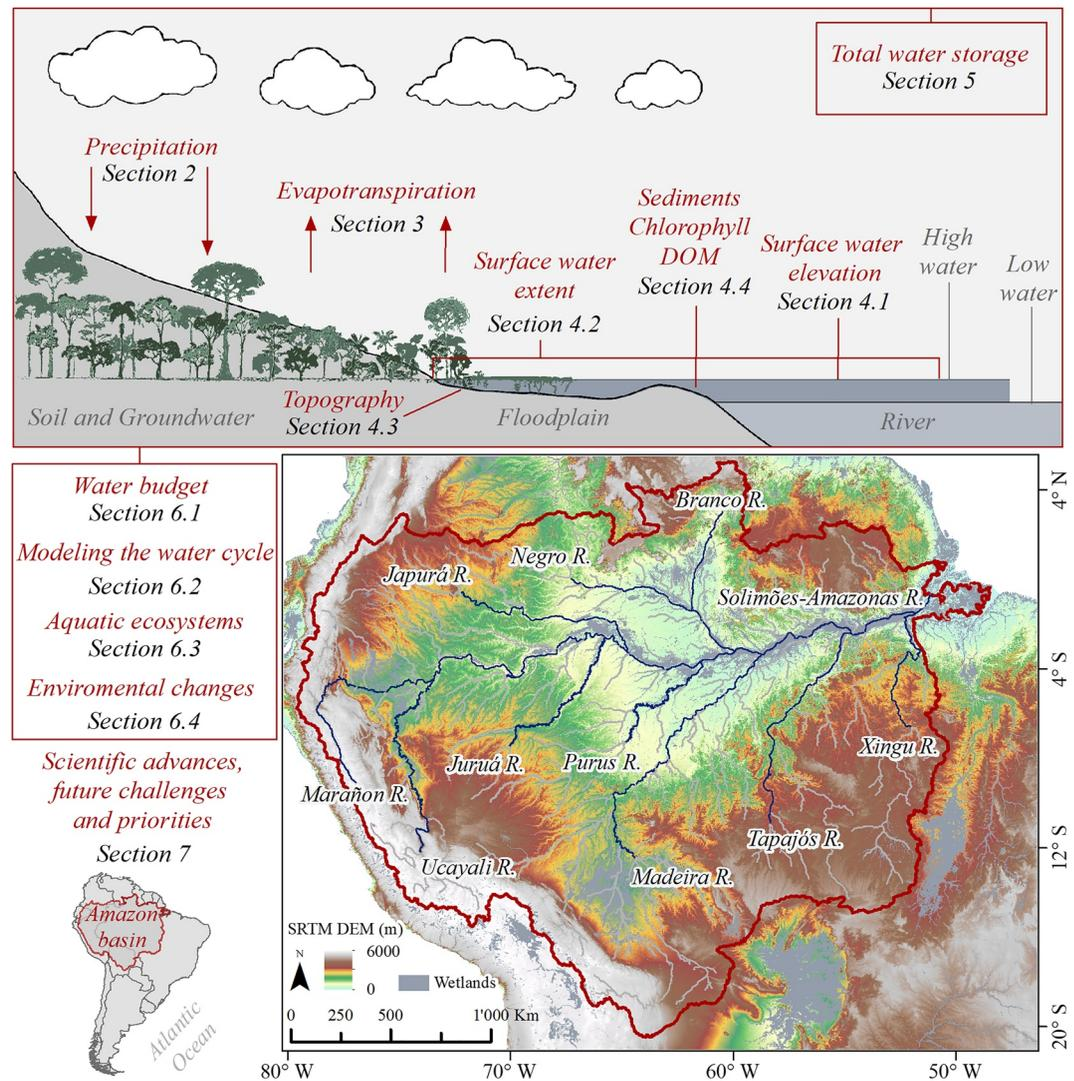 Total water storage
Section 5
Precipitation
Section 2
Evapotranspiration
Section 3
Surface water
extent
Section 4.2
Sediments
Chlorophyll
DOM
Section 4.4
Surface water
elevation
Section 4.1
High
water
Low
water
Topography
Section 4.3
Soil and Groundwater
Floodplain
River
Water budget
Section 6.1
Modeling the water cycle
Section 6.2
Aquatic ecosystems
Section 6.3
Enviromental changes
Section 6.4
Scientific advances,
future challenges
and priorities
Section 7
Amazon
basin
Atlantic
Ocean
Branco R.
Negro R.
Japurá R.
Solimões-Amazonas R.
Juruá R.
Purus R.
Xingu R.
Marañon R.
Tapajós R.
Ucayali R.
Madeira R.
SRTM DEM (m)
N
6000
0
Wetlands
0 250 500 1'000 Km
4° N
4° S
12° S
20° S
80° W 70° W 60° W 50° W